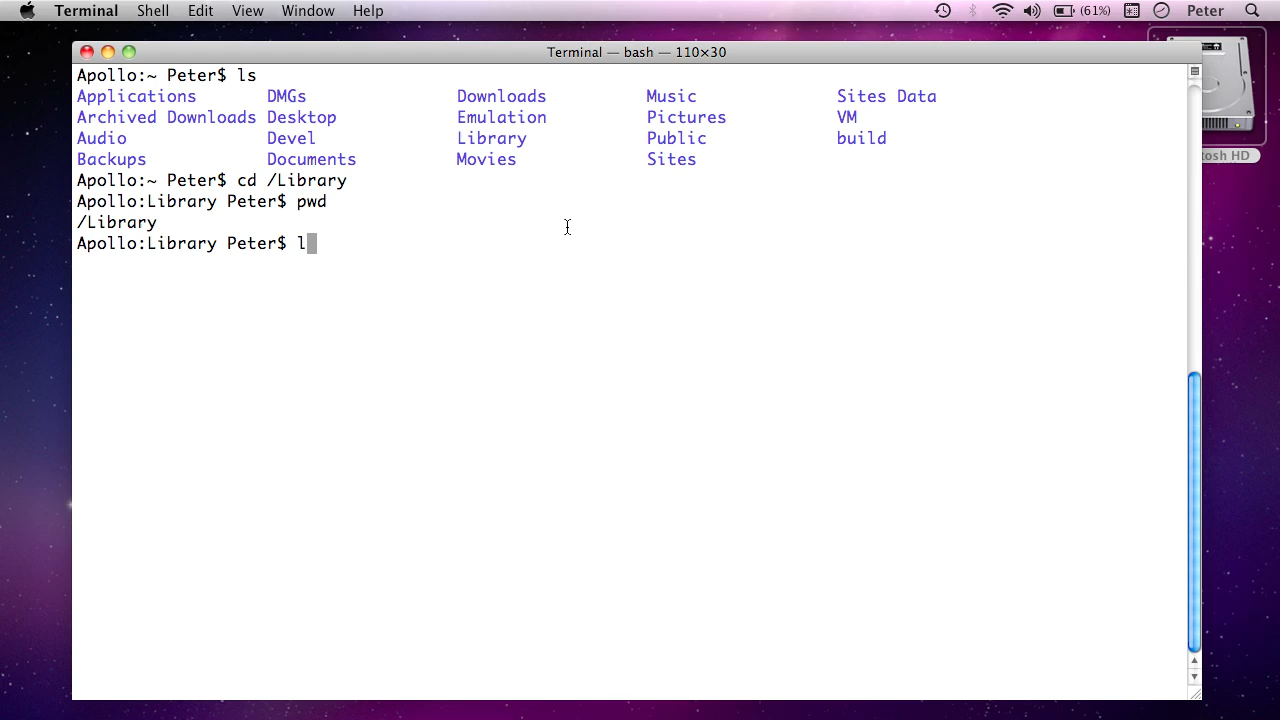 Terminal Shell Edit View Window Help (61%) Peter
Terminal — bash — 110×30
Apollo:~ Peter$ ls
Applications DMGs Downloads Music Sites Data
Archived Downloads Desktop Emulation Pictures VM
Audio Devel Library Public build
Backups Documents Movies Sites
Apollo:~ Peter$ cd /Library
Apollo:Library Peter$ pwd
/Library
Apollo:Library Peter$ l
tosh HD